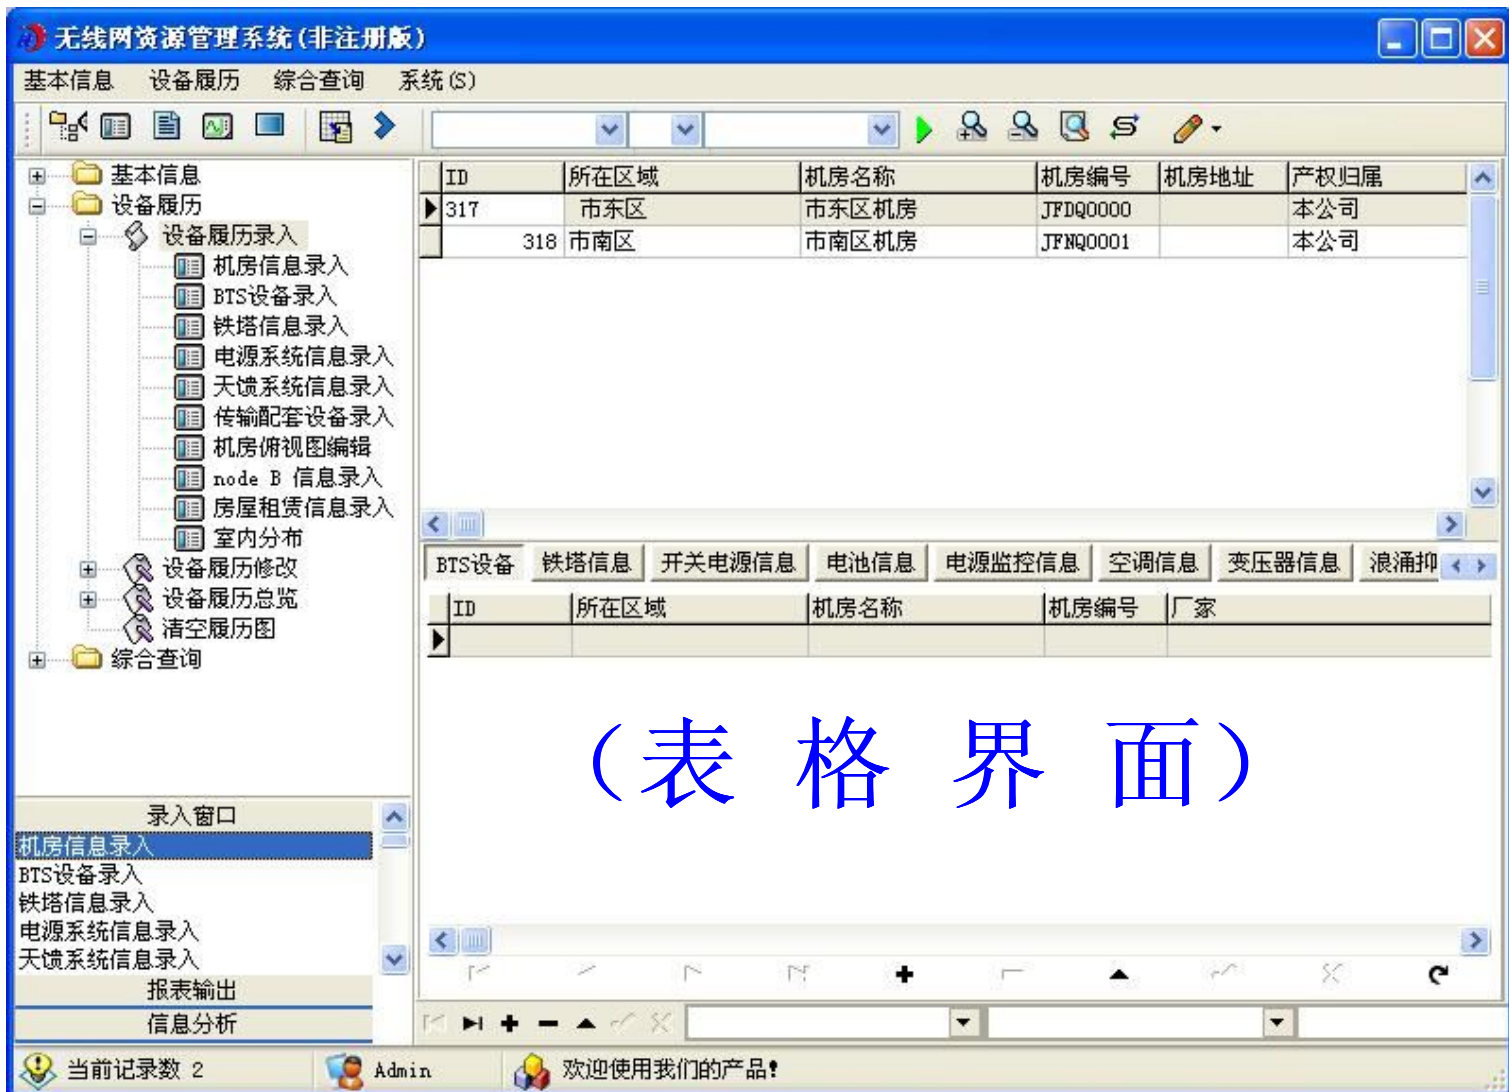 无线网资源管理系统(非注册版)
基本信息 设备履历 综合查询 系统(S)
基本信息
设备履历
设备履历录入
机房信息录入
BTS设备录入
铁塔信息录入
电源系统信息录入
天馈系统信息录入
传输配套设备录入
机房俯视图编辑
node B 信息录入
房屋租赁信息录入
室内分布
设备履历修改
设备履历总览
清空履历图
综合查询
录入窗口
机房信息录入
BTS设备录入
铁塔信息录入
电源系统信息录入
天馈系统信息录入
报表输出
信息分析
ID 所在区域 机房名称 机房编号 机房地址 产权归属
317 市东区 市东区机房 JFDQ0000 本公司
318 市南区 市南区机房 JFNQ0001 本公司
BTS设备 铁塔信息 开关电源信息 电池信息 电源监控信息 空调信息 变压器信息 浪涌抑
ID 所在区域 机房名称 机房编号 厂家
(表 格 界 面)
当前记录数 2 Admin 欢迎使用我们的产品!